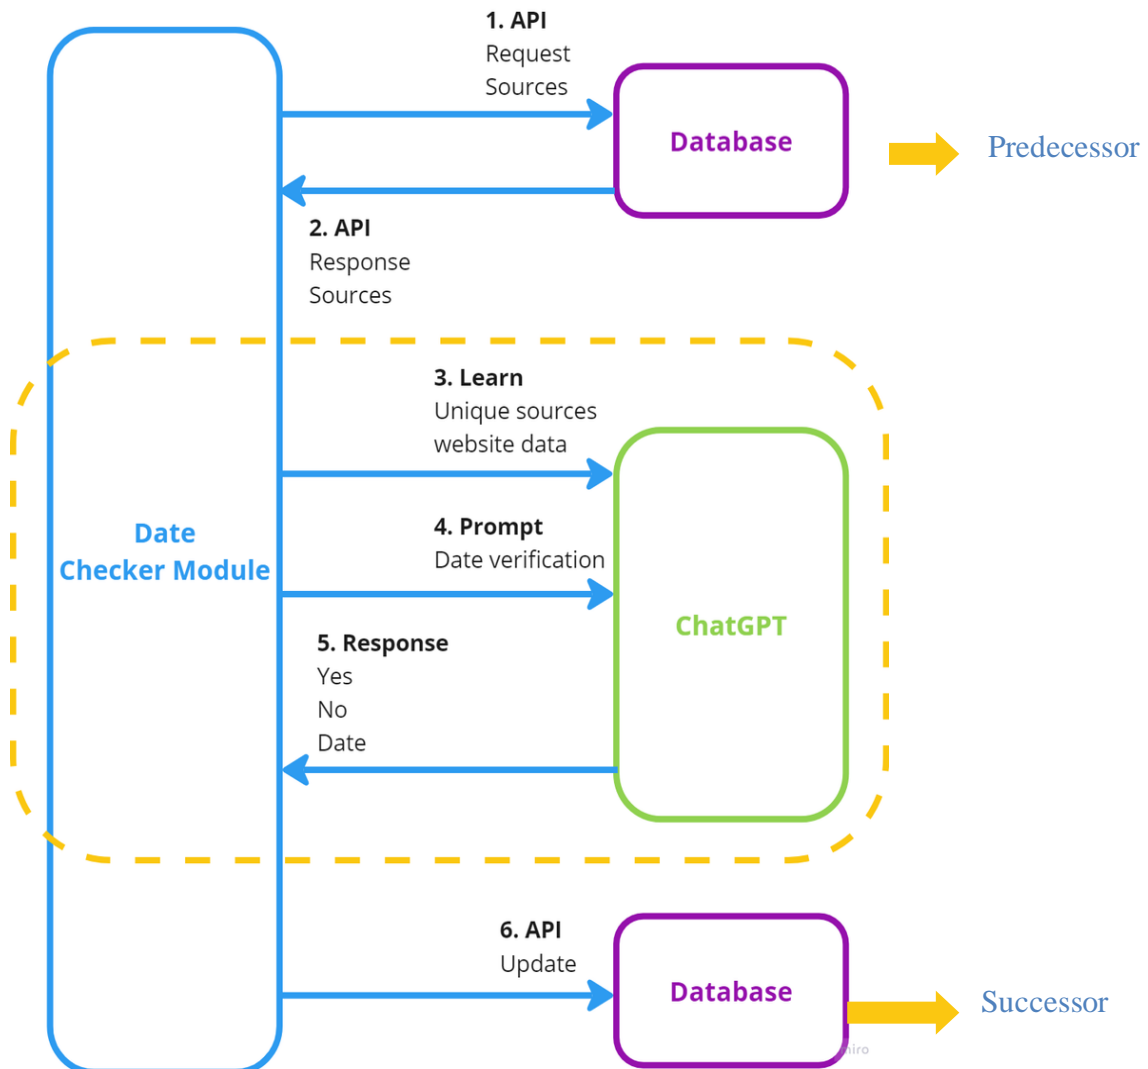 1. API
Request
Sources
Database
Predecessor
2. API
Response
Sources
3. Learn
Unique sources
website data
Date
Checker Module
4. Prompt
Date verification
ChatGPT
5. Response
Yes
No
Date
6. API
Update
Database
Successor
miro